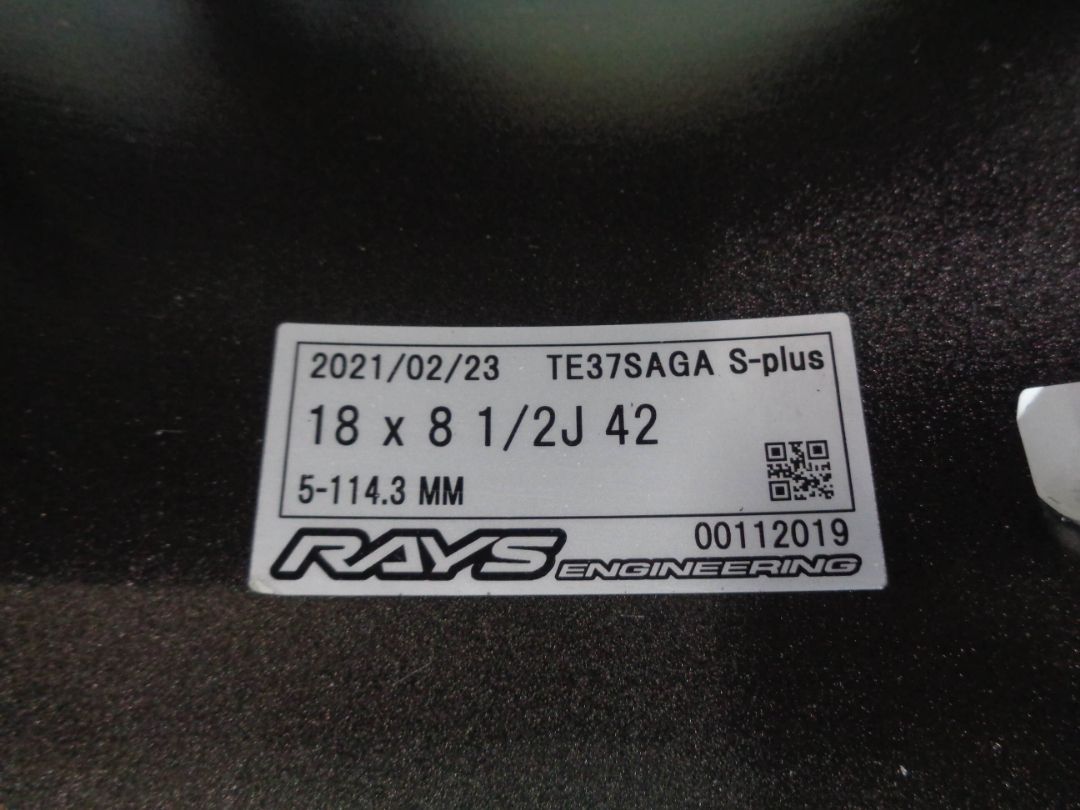 2021/02/23 TE37SAGA S-plus
18 x 8 1/2J 42
5-114.3 MM
00112019
RAYS ENGINEERING